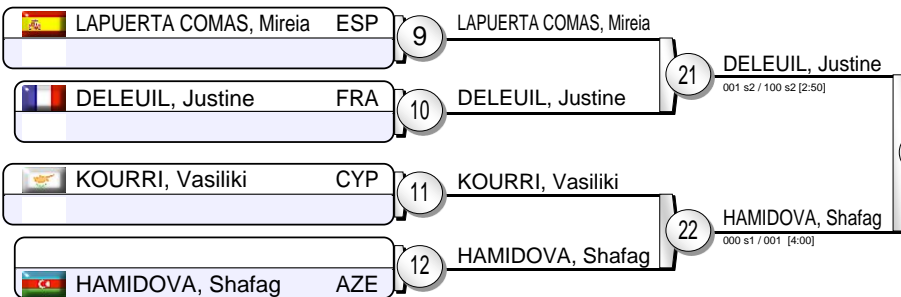 LAPUERTA COMAS, Mireia ESP
9
LAPUERTA COMAS, Mireia
21
DELEUIL, Justine
001 s2 / 100 s2 [2:50]
DELEUIL, Justine FRA
10
DELEUIL, Justine
KOURRI, Vasiliki CYP
11
KOURRI, Vasiliki
22
HAMIDOVA, Shafag
000 s1 / 001 [4:00]
12
HAMIDOVA, Shafag
HAMIDOVA, Shafag AZE